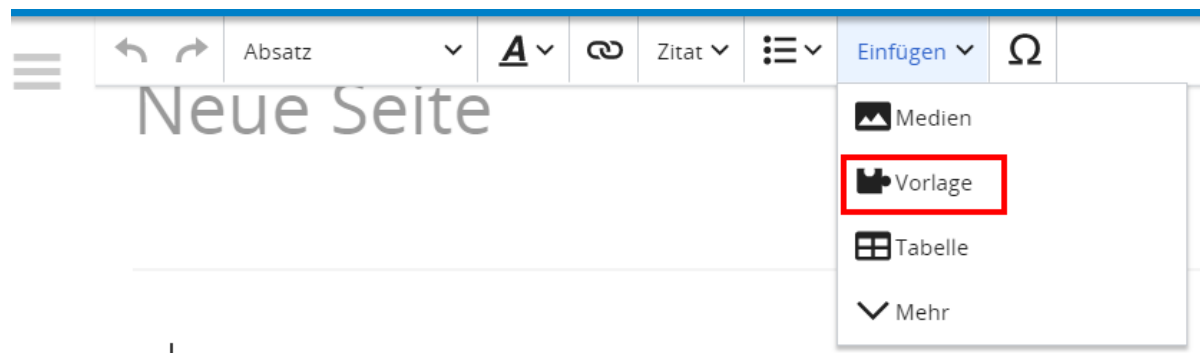 Absatz A Zitat Einfügen Ω
Neue Seite
Medien
Vorlage
Tabelle
Mehr